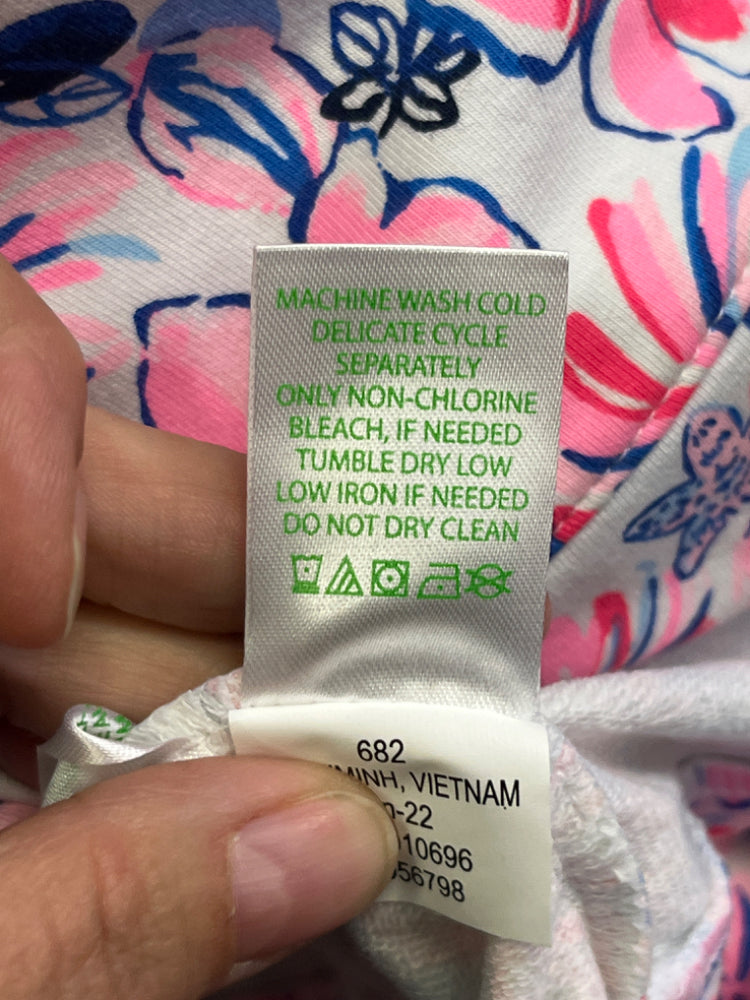 MACHINE WASH COLD
DELICATE CYCLE
SEPARATELY
ONLY NON-CHLORINE
BLEACH, IF NEEDED
TUMBLE DRY LOW
LOW IRON IF NEEDED
DO NOT DRY CLEAN
682
VIETNAM